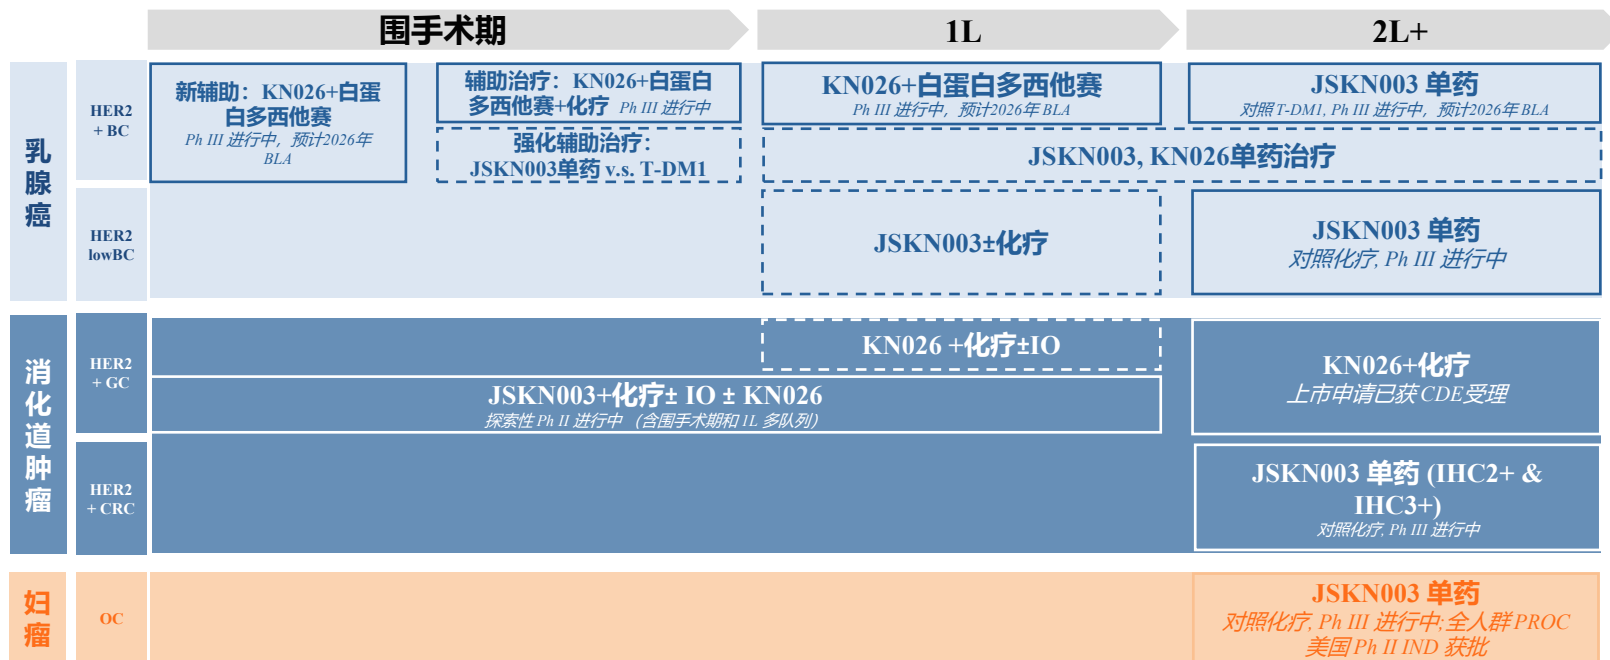 围手术期
1L
2L+
乳腺癌
HER2
+ BC
新辅助：KN026+白蛋
白多西他赛
Ph III 进行中，预计2026年
BLA
辅助治疗：KN026+白蛋白
多西他赛+化疗 Ph III 进行中
强化辅助治疗：
JSKN003单药 v.s. T-DM1
KN026+白蛋白多西他赛
Ph III 进行中，预计2026年 BLA
JSKN003 单药
对照 T-DM1, Ph III 进行中，预计2026年 BLA
JSKN003, KN026单药治疗
HER2
lowBC
JSKN003±化疗
JSKN003 单药
对照化疗, Ph III 进行中
消化道肿瘤
HER2
+ GC
KN026 +化疗±IO
JSKN003+化疗± IO ± KN026
探索性 Ph II 进行中 （含围手术期和 1L 多队列）
KN026+化疗
上市申请已获 CDE受理
HER2
+ CRC
JSKN003 单药 (IHC2+ &
IHC3+)
对照化疗, Ph III 进行中
妇瘤
OC
JSKN003 单药
对照化疗, Ph III 进行中;全人群 PROC
美国 Ph II IND 获批